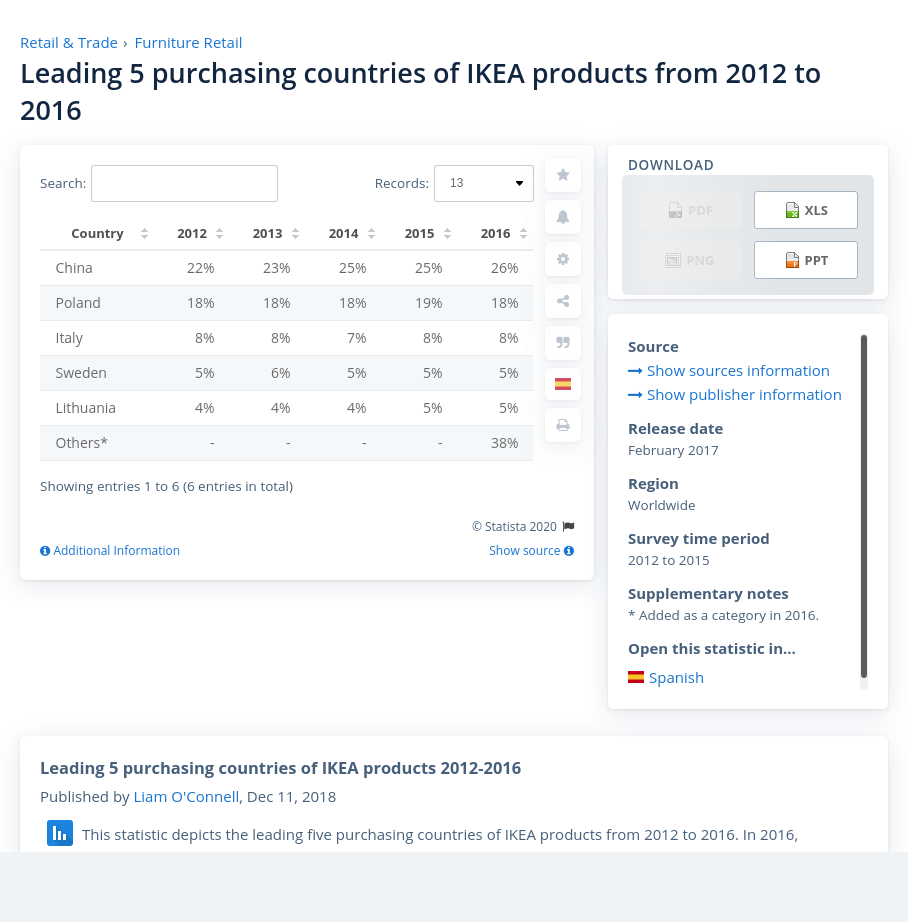 Retail & Trade › Furniture Retail
Leading 5 purchasing countries of IKEA products from 2012 to
2016
Search:
Records: 13
Country 2012 2013 2014 2015 2016
China 22% 23% 25% 25% 26%
Poland 18% 18% 18% 19% 18%
Italy 8% 8% 7% 8% 8%
Sweden 5% 6% 5% 5% 5%
Lithuania 4% 4% 4% 5% 5%
Others* - - - - 38%
Showing entries 1 to 6 (6 entries in total)
© Statista 2020
Additional Information
Show source
DOWNLOAD
PDF XLS
PNG PPT
Source
Show sources information
Show publisher information
Release date
February 2017
Region
Worldwide
Survey time period
2012 to 2015
Supplementary notes
* Added as a category in 2016.
Open this statistic in...
Spanish
Leading 5 purchasing countries of IKEA products 2012-2016
Published by Liam O'Connell, Dec 11, 2018
This statistic depicts the leading five purchasing countries of IKEA products from 2012 to 2016. In 2016,